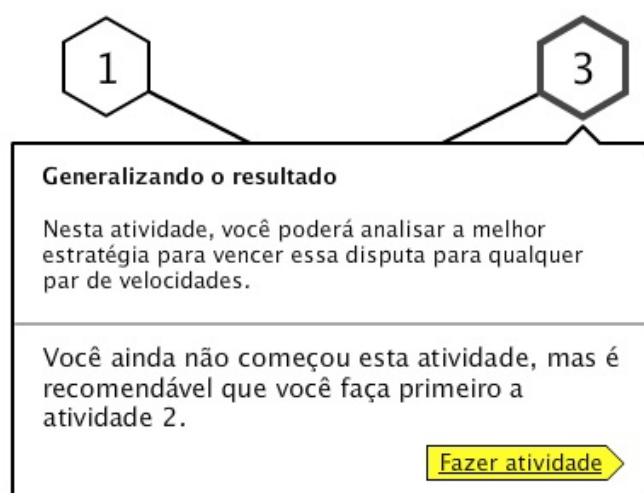 1
3
Generalizando o resultado
Nesta atividade, você poderá analisar a melhor
estratégia para vencer essa disputa para qualquer
par de velocidades.
Você ainda não começou esta atividade, mas é
recomendável que você faça primeiro a
atividade 2.
Fazer atividade